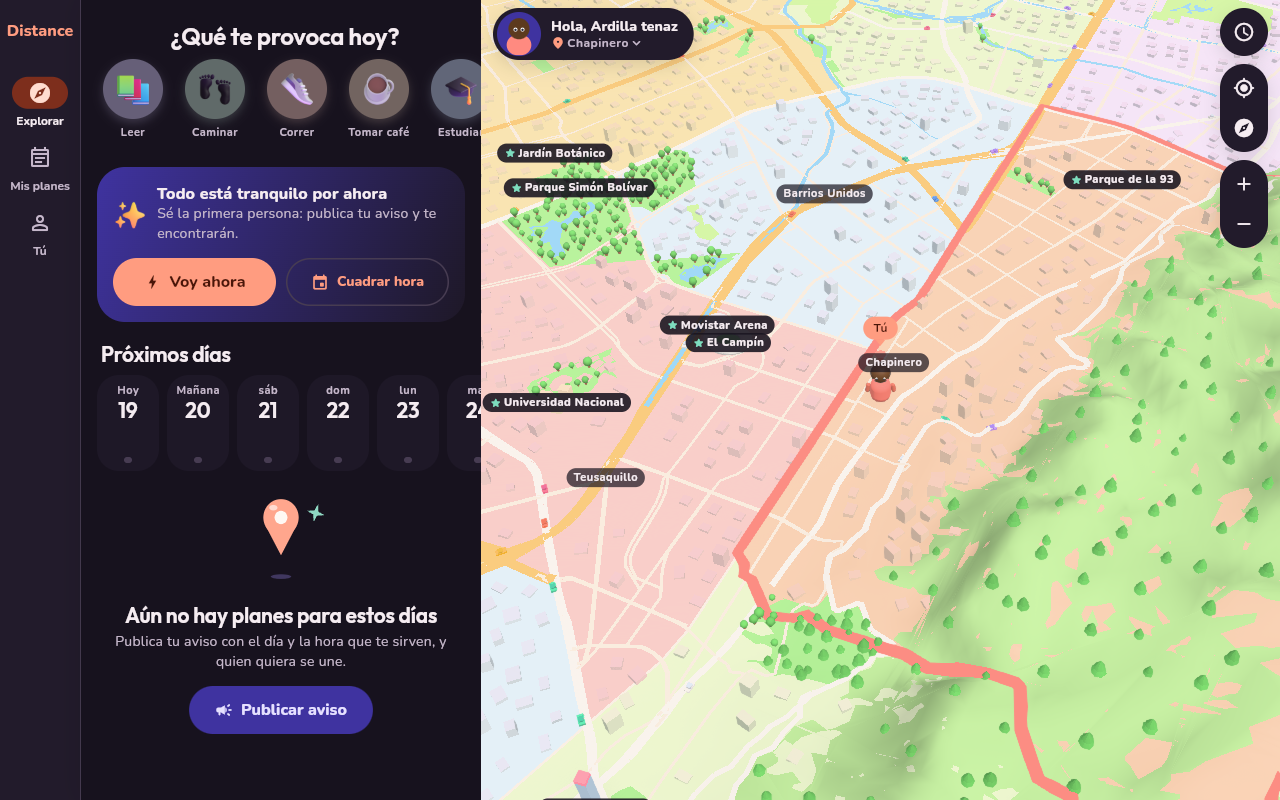 Distance
Explorar
Mis planes
Tú
¿Qué te provoca hoy?
Leer
Caminar
Correr
Tomar café
Estudiar
Todo está tranquilo por ahora
Sé la primera persona: publica tu aviso y te
encontrarán.
Voy ahora
Cuadrar hora
Próximos días
Hoy
19
Mañana
20
sáb
21
dom
22
lun
23
24
Aún no hay planes para estos días
Publica tu aviso con el día y la hora que te sirven, y
quien quiera se une.
Publicar aviso
Hola, Ardilla tenaz
Chapinero
Jardín Botánico
Parque Simón Bolívar
Barrios Unidos
Parque de la 93
Movistar Arena
El Campín
Tú
Chapinero
Universidad Nacional
Teusaquillo